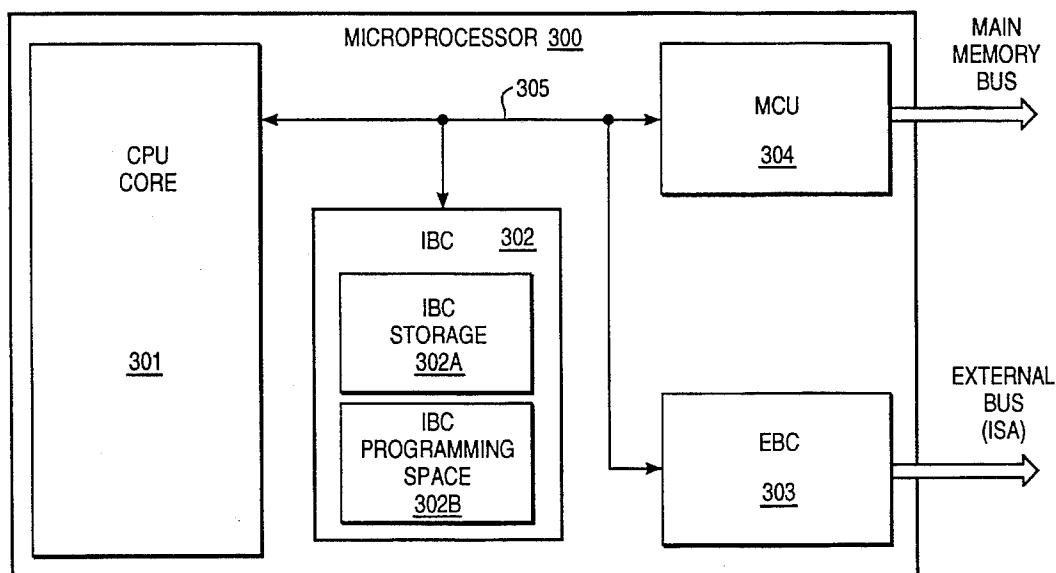 MICROPROCESSOR 300
MAIN
MEMORY
BUS
305
CPU
CORE
301
MCU
304
IBC 302
IBC
STORAGE
302A
IBC
PROGRAMMING
SPACE
302B
EBC
303
EXTERNAL
BUS
(ISA)